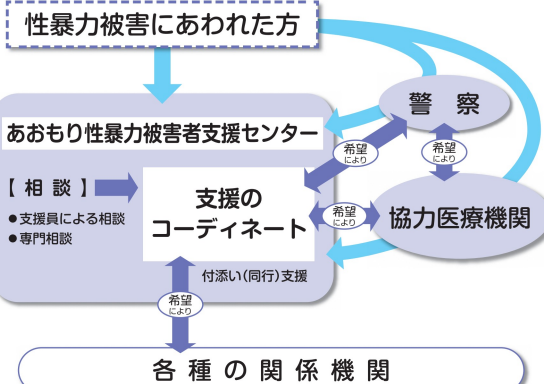 性暴力被害にあわれた方
警 察
あおもり性暴力被害者支援センター
希望
により
希望
により
【 相 談 】
●支援員による相談
●専門相談
支援の
コーディネート
希望
により
協力医療機関
付添い(同行)支援
希望
により
各 種 の 関 係 機 関